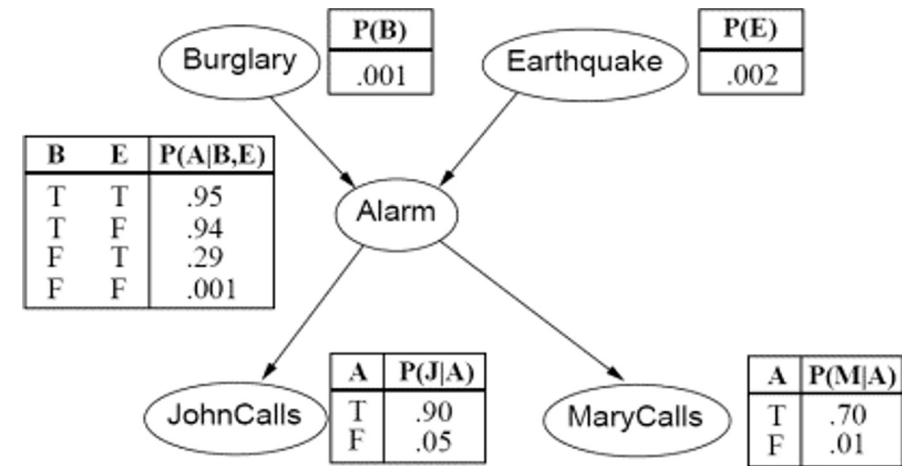 Burglary
P(B)
.001
Earthquake
P(E)
.002
B E P(A|B,E)
T T .95
T F .94
F T .29
F F .001
Alarm
JohnCalls
A P(J|A)
T .90
F .05
MaryCalls
A P(M|A)
T .70
F .01